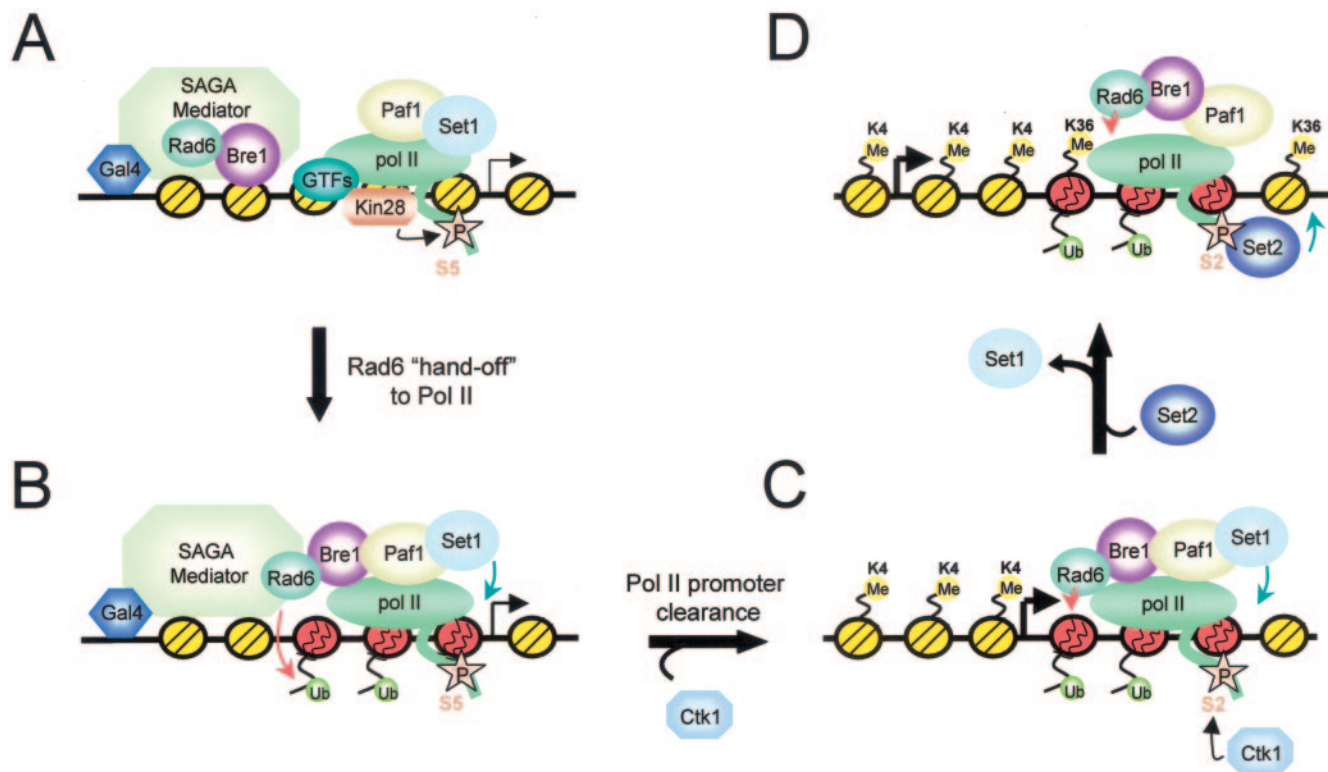 A
SAGA
Mediator
Rad6
Bre1
Gal4
GTFs
Kin28
Paf1
Set1
pol II
P
S5
Rad6 "hand-off"
to Pol II
B
SAGA
Mediator
Gal4
Rad6
Bre1
Paf1
Set1
pol II
Ub
Ub
P
S5
Pol II promoter
clearance
Ctk1
C
K4
Me
K4
Me
K4
Me
Rad6
Bre1
Paf1
Set1
pol II
Ub
Ub
P
S2
Ctk1
Set1
Set2
D
K4
Me
K4
Me
K4
Me
K36
Me
Rad6
Bre1
Paf1
pol II
K36
Me
Ub
Ub
P
S2
Set2